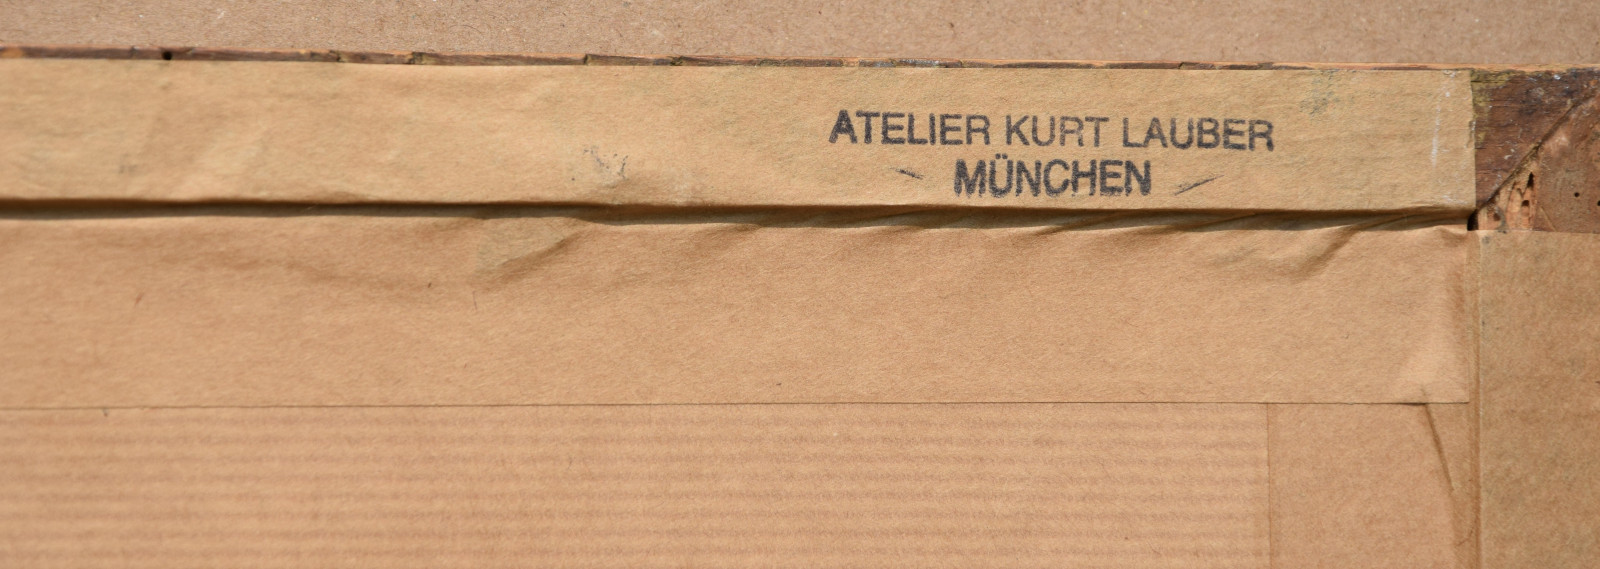 ATELIER KURT LAUBER
MÜNCHEN